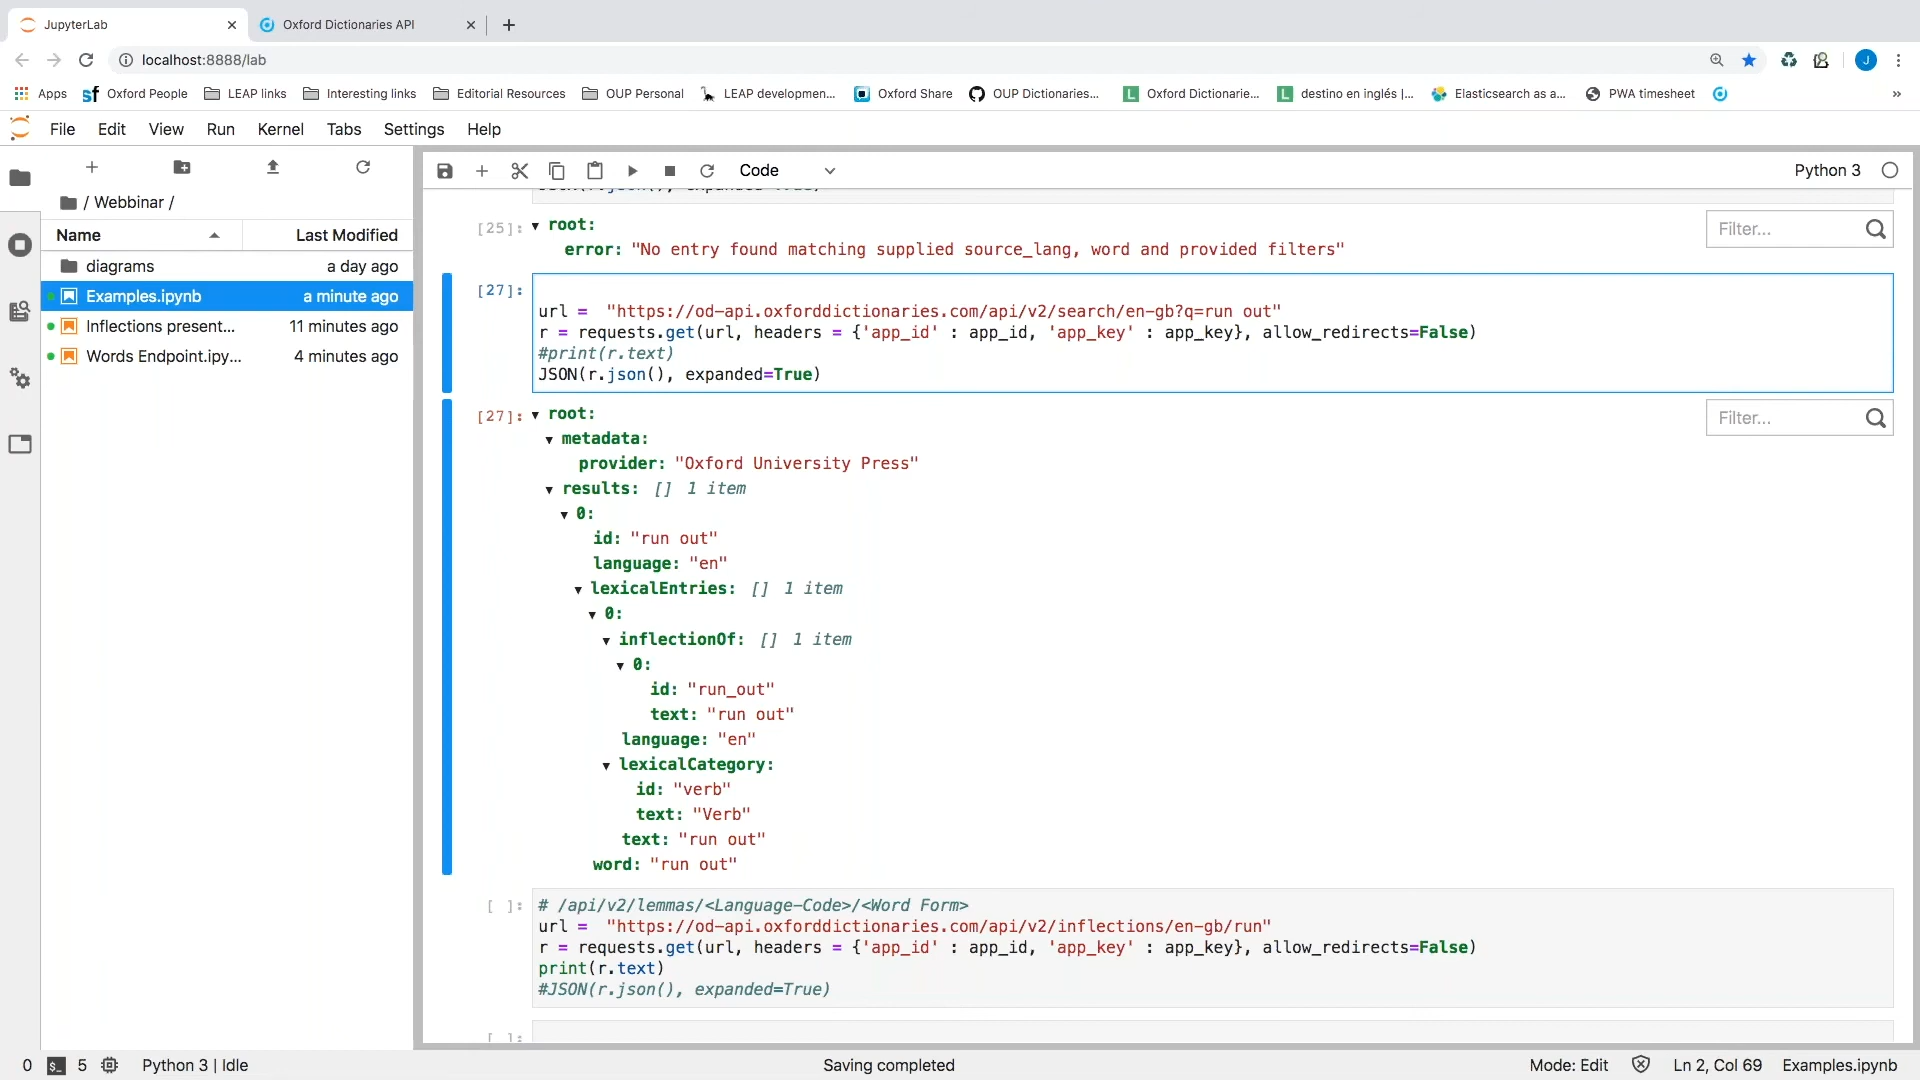 JupyterLab
Oxford Dictionaries API
localhost:8888/lab
J
Apps
Oxford People
LEAP links
Interesting links
Editorial Resources
OUP Personal
LEAP developmen...
Oxford Share
OUP Dictionaries...
Oxford Dictionarie...
destino en inglés |...
Elasticsearch as a...
PWA timesheet
»
File Edit View Run Kernel Tabs Settings Help
/ Webbinar /
Name Last Modified
diagrams a day ago
Examples.ipynb a minute ago
Inflections present... 11 minutes ago
Words Endpoint.ipy... 4 minutes ago
Code
Python 3
[25]: root:
Filter...
error: "No entry found matching supplied source_lang, word and provided filters"
[27]:
url =  "https://od-api.oxforddictionaries.com/api/v2/search/en-gb?q=run out"
r = requests.get(url, headers = {'app_id' : app_id, 'app_key' : app_key}, allow_redirects=False)
#print(r.text)
JSON(r.json(), expanded=True)
[27]: root:
Filter...
metadata:
provider: "Oxford University Press"
results: [] 1 item
0:
id: "run out"
language: "en"
lexicalEntries: [] 1 item
0:
inflectionOf: [] 1 item
0:
id: "run_out"
text: "run out"
language: "en"
lexicalCategory:
id: "verb"
text: "Verb"
text: "run out"
word: "run out"
[ ]: # /api/v2/lemmas/<Language-Code>/<Word Form>
url =  "https://od-api.oxforddictionaries.com/api/v2/inflections/en-gb/run"
r = requests.get(url, headers = {'app_id' : app_id, 'app_key' : app_key}, allow_redirects=False)
print(r.text)
#JSON(r.json(), expanded=True)
[ ]:
0 $_ 5 Python 3 | Idle
Saving completed
Mode: Edit
Ln 2, Col 69
Examples.ipynb